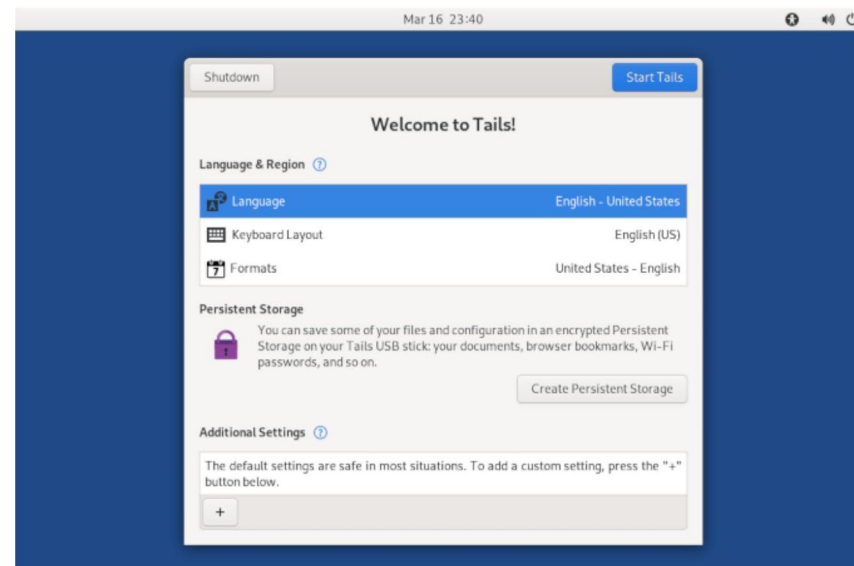 Mar 16 23:40
Shutdown
Start Tails
Welcome to Tails!
Language & Region ?
A Language English - United States
Keyboard Layout English (US)
7 Formats United States - English
Persistent Storage
You can save some of your files and configuration in an encrypted Persistent
Storage on your Tails USB stick: your documents, browser bookmarks, Wi-Fi
passwords, and so on.
Create Persistent Storage
Additional Settings ?
The default settings are safe in most situations. To add a custom setting, press the "+"
button below.
+